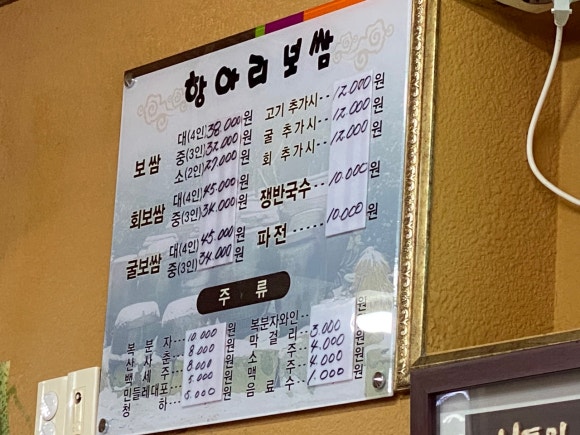 항아리보쌈
보쌈 대(4인) 38.000원
중(3인) 32.000원
소(2인) 27.000원
회보쌈 대(4인) 45.000원
중(3인) 34.000원
굴보쌈 대(4인) 45.000원
중(3인) 34.000원
고기 추가시-- 12.000원
굴 추가시-- 12.000원
회 추가시-- 12.000원
쟁반국수---- 10.000원
파전------ 10.000원
주류
복 분 자---- 10.000원
산 사 춘---- 8.000원
백 세 주---- 8.000원
민들레대포-- 5.000원
청 하---- 5.000원
복분자와인-- 원
막 걸 리---- 3.000원
소 주---- 4.000원
맥 주---- 4.000원
음 료 수---- 1.000원